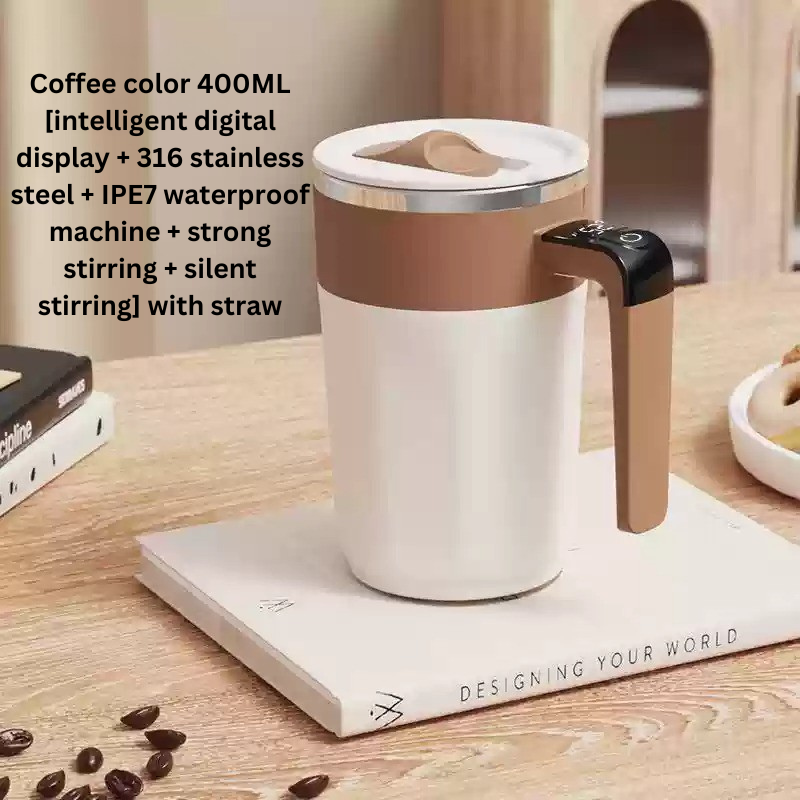 Coffee color 400ML
[intelligent digital
display + 316 stainless
steel + IPE7 waterproof
machine + strong
stirring + silent
stirring] with straw
cipline
DESIGNING YOUR WORLD